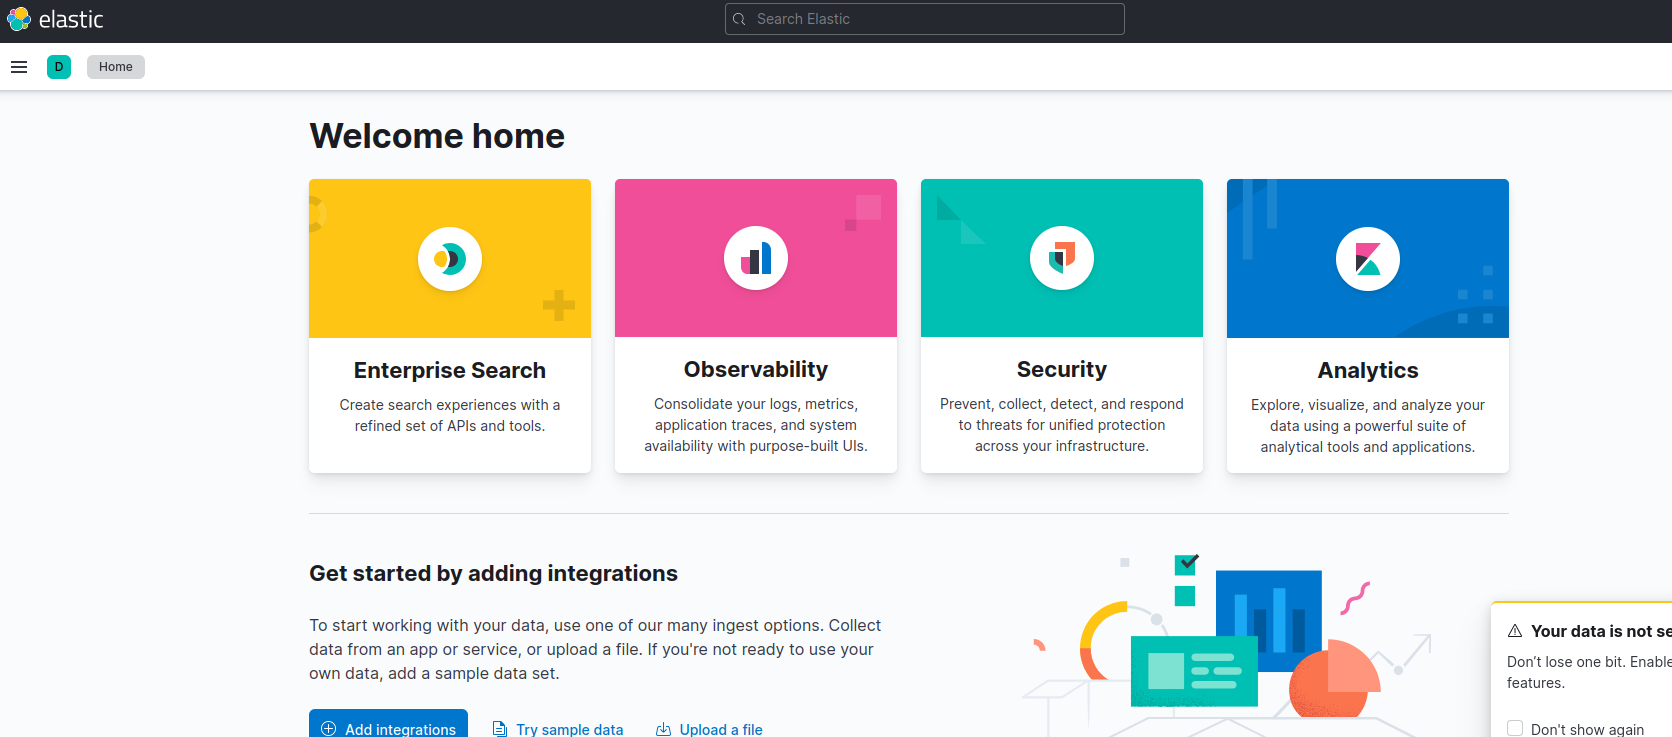 elastic
Search Elastic
D
Home
Welcome home
Enterprise Search
Create search experiences with a
refined set of APIs and tools.
Observability
Consolidate your logs, metrics,
application traces, and system
availability with purpose-built UIs.
Security
Prevent, collect, detect, and respond
to threats for unified protection
across your infrastructure.
Analytics
Explore, visualize, and analyze your
data using a powerful suite of
analytical tools and applications.
Get started by adding integrations
To start working with your data, use one of our many ingest options. Collect
data from an app or service, or upload a file. If you're not ready to use your
own data, add a sample data set.
Add integrations
Try sample data
Upload a file
Your data is not se
Don’t lose one bit. Enable
features.
Don't show again